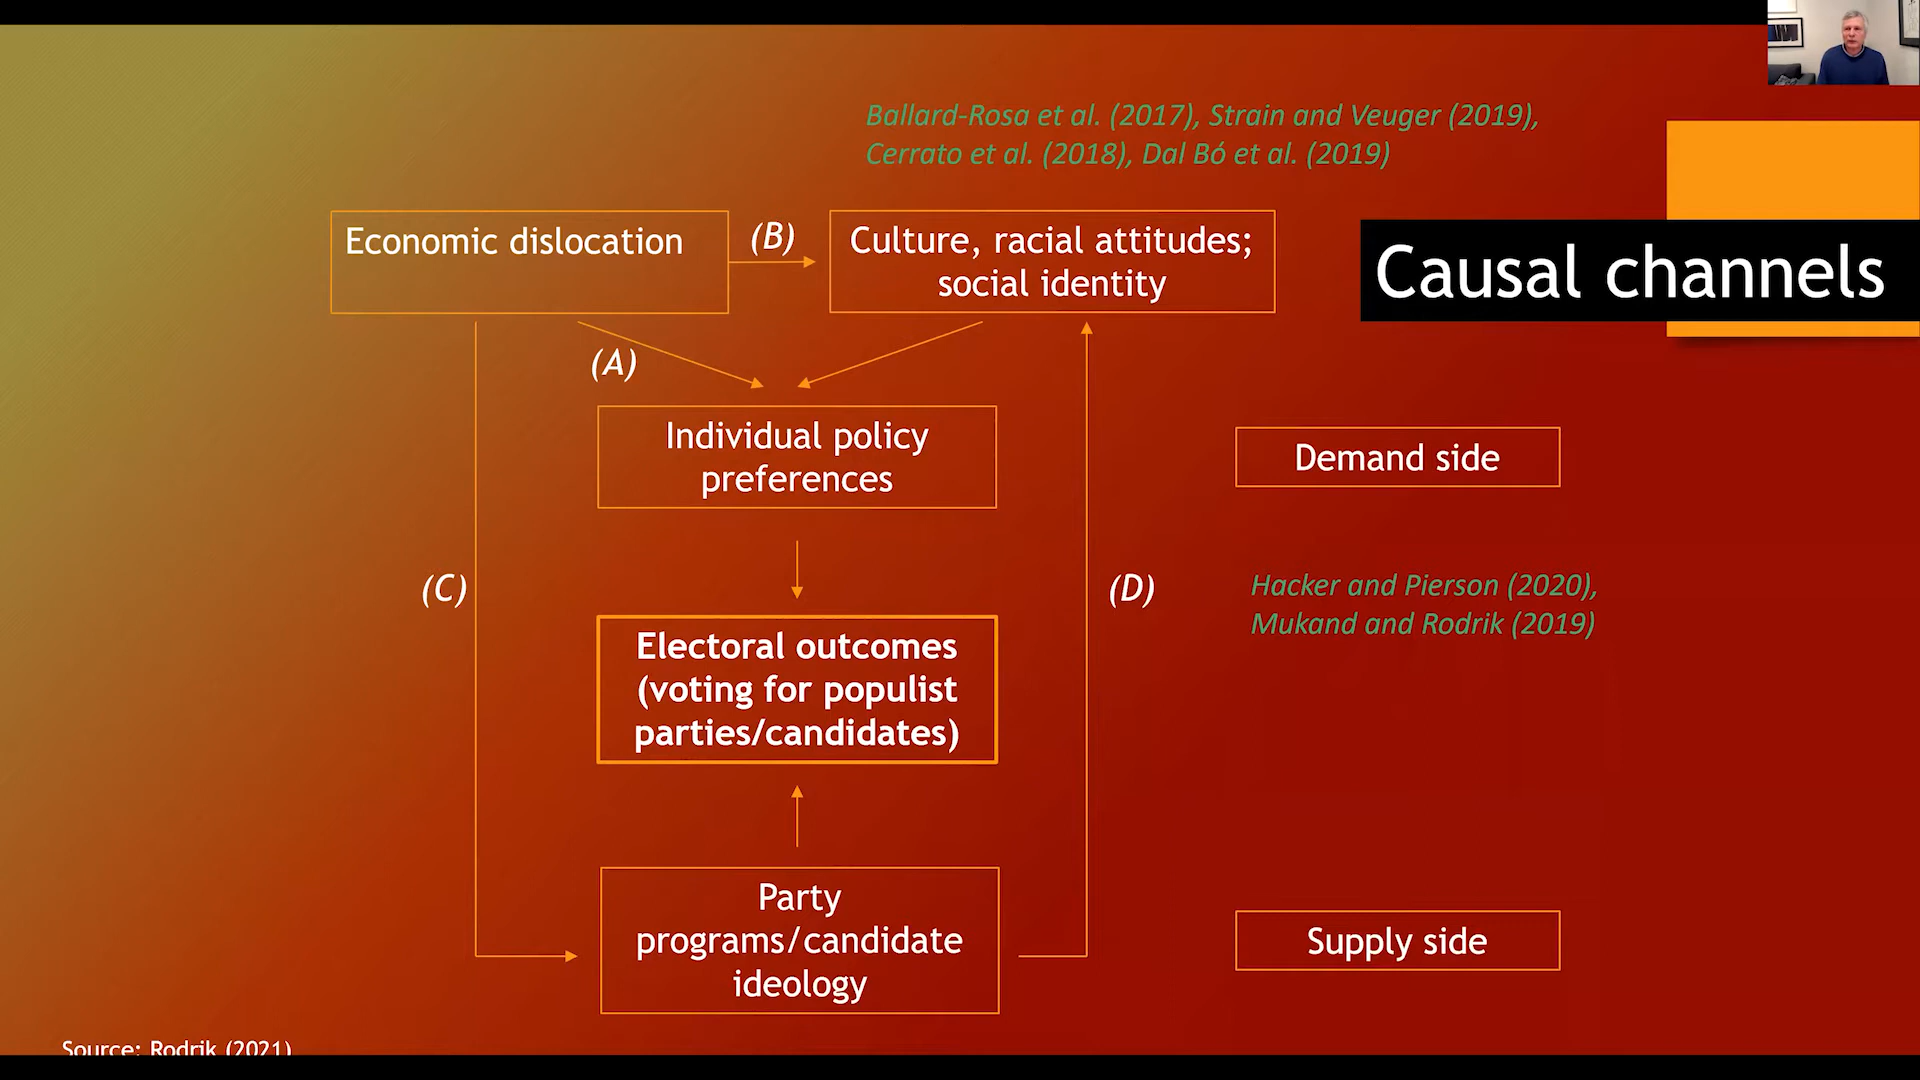 Ballard-Rosa et al. (2017), Strain and Veuger (2019),
Cerrato et al. (2018), Dal Bó et al. (2019)
Causal channels
Economic dislocation
(B)
Culture, racial attitudes;
social identity
(A)
Individual policy
preferences
Demand side
(C)
(D)
Hacker and Pierson (2020),
Mukand and Rodrik (2019)
Electoral outcomes
(voting for populist
parties/candidates)
Party
programs/candidate
ideology
Supply side
Source: Rodrik (2021)